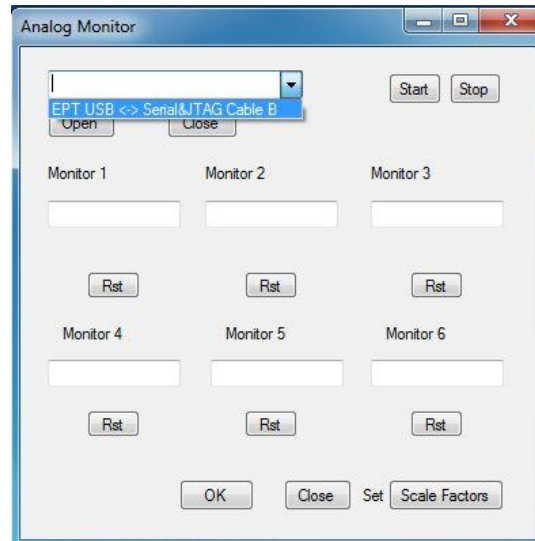 Analog Monitor
Start Stop
EPT USB <-> Serial&JTAG Cable B
Open Close
Monitor 1 Monitor 2 Monitor 3
Rst Rst Rst
Monitor 4 Monitor 5 Monitor 6
Rst Rst Rst
OK Close Set Scale Factors